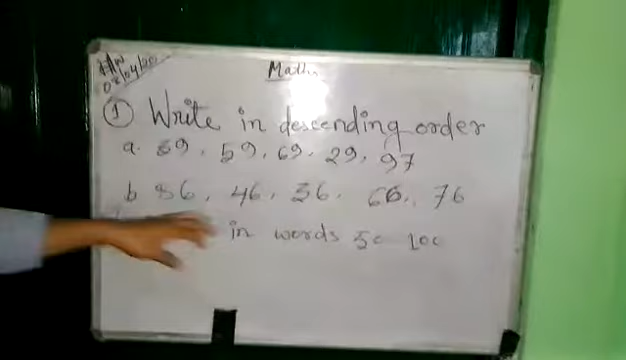 H/W
Maths
① Write in descending order
a. 89, 59, 69, 29, 97
b 86, 46, 36, 66, 76
in words 50 100